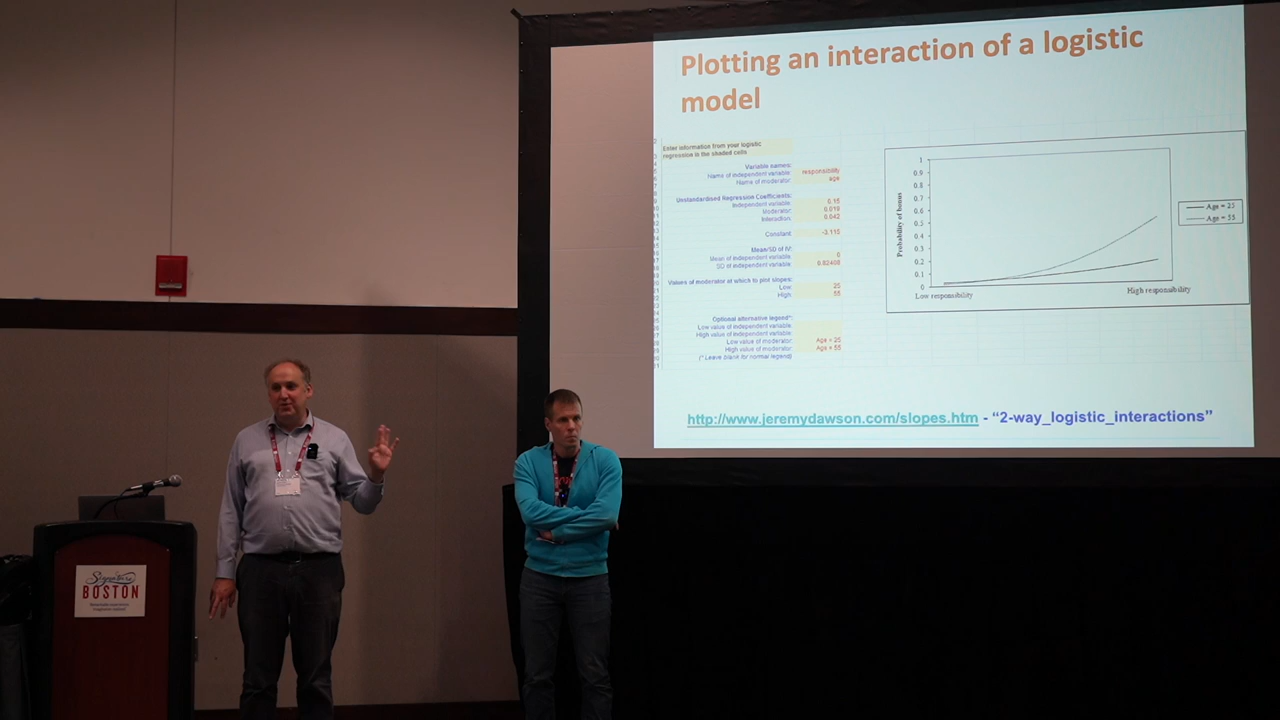 Plotting an interaction of a logistic
model
Enter information from your logistic
regression in the shaded cells
Variable names:
Name of independent variable: responsibility
Name of moderator: age
Unstandardised Regression Coefficients:
Independent variable: 0.15
Moderator: 0.019
Interaction: 0.042
Constant: -3.115
Mean/SD of IV:
Mean of independent variable: 0
SD of independent variable: 0.82408
Values of moderator at which to plot slopes:
Low: 25
High: 55
Optional alternative legend*:
Low value of independent variable:
High value of independent variable:
Low value of moderator: Age = 25
High value of moderator: Age = 55
(* Leave blank for normal legend)
Probability of bonus
1
0.9
0.8
0.7
0.6
0.5
0.4
0.3
0.2
0.1
0
Low responsibility
High responsibility
Age = 25
Age = 55
http://www.jeremydawson.com/slopes.htm - “2-way_logistic_interactions”
Signature
BOSTON